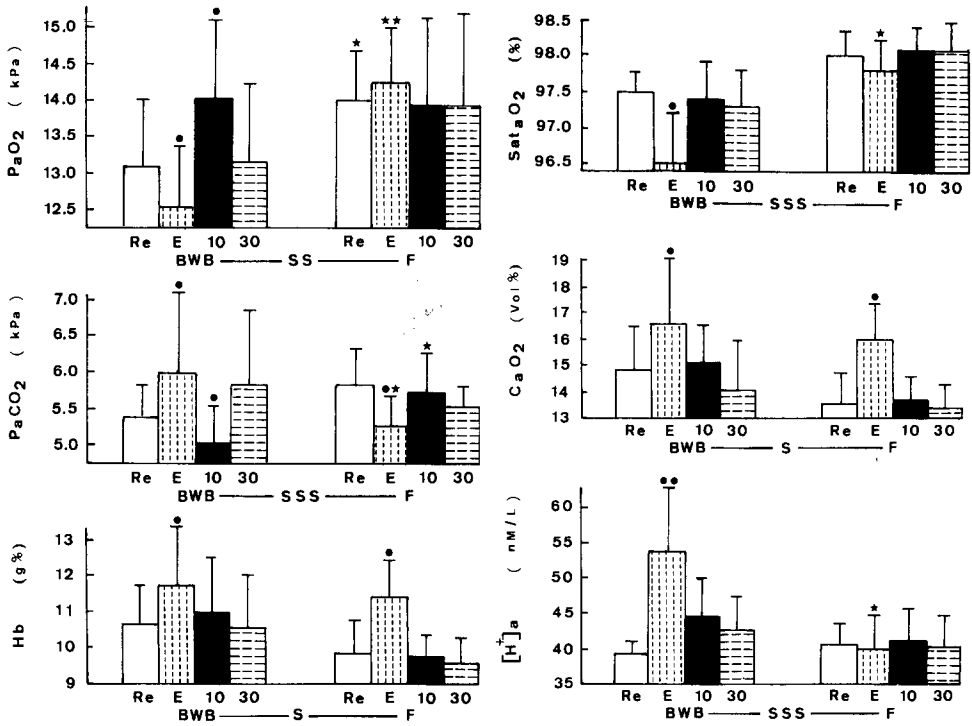 PaO2 (kPa)
15.0
14.5
14.0
13.5
13.0
12.5
Re E 10 30 Re E 10 30
BWB SS F
SataO2 (%)
98.5
98.0
97.5
97.0
96.5
Re E 10 30 Re E 10 30
BWB SSS F
PaCO2 (kPa)
7.0
6.5
6.0
5.5
5.0
Re E 10 30 Re E 10 30
BWB SSS F
CaO2 (Vol%)
19
18
17
16
15
14
13
Re E 10 30 Re E 10 30
BWB S F
Hb (g%)
13
12
11
10
9
Re E 10 30 Re E 10 30
BWB S F
[H+]a (nM/L)
60
55
50
45
40
35
Re E 10 30 Re E 10 30
BWB SSS F